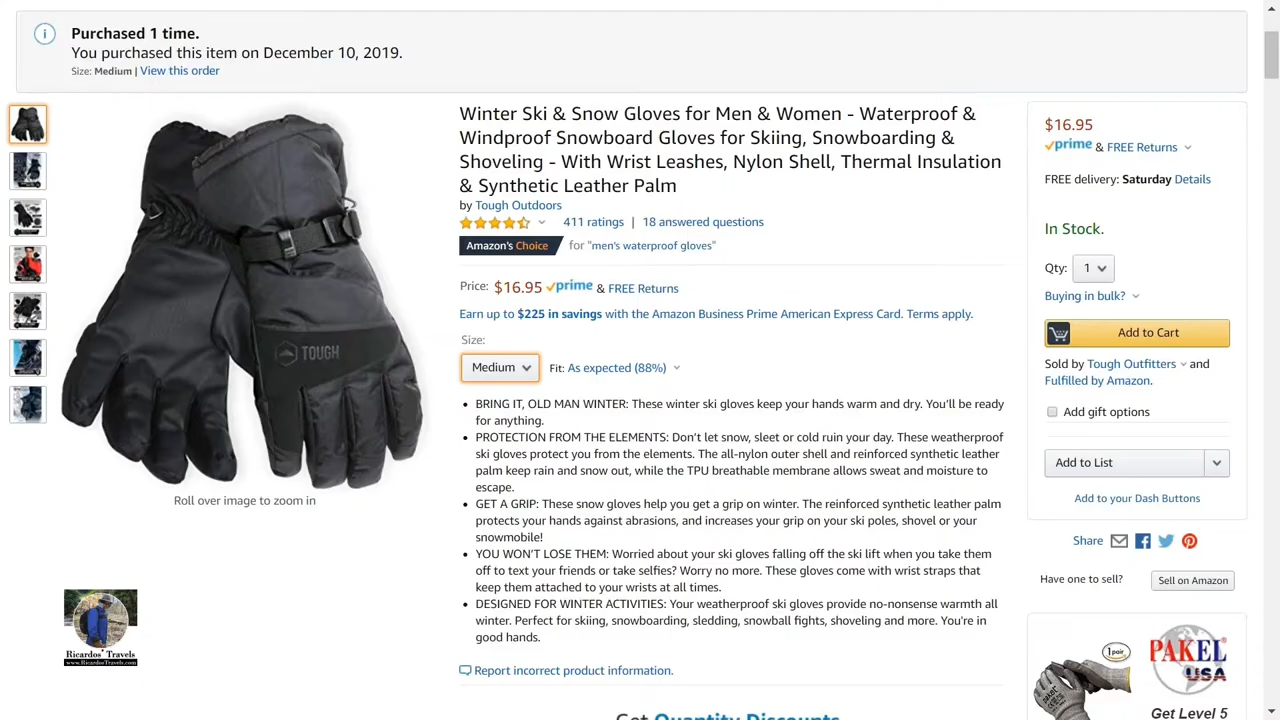 Purchased 1 time.
You purchased this item on December 10, 2019.
Size: Medium | View this order
TOUGH
Roll over image to zoom in
Ricardos' Travels
www.RicardosTravels.com
Winter Ski & Snow Gloves for Men & Women - Waterproof &
Windproof Snowboard Gloves for Skiing, Snowboarding &
Shoveling - With Wrist Leashes, Nylon Shell, Thermal Insulation
& Synthetic Leather Palm
by Tough Outdoors
411 ratings | 18 answered questions
Amazon's Choice for "men's waterproof gloves"
Price: $16.95 prime & FREE Returns
Earn up to $225 in savings with the Amazon Business Prime American Express Card. Terms apply.
Size:
Medium Fit: As expected (88%)
• BRING IT, OLD MAN WINTER: These winter ski gloves keep your hands warm and dry. You’ll be ready
for anything.
• PROTECTION FROM THE ELEMENTS: Don’t let snow, sleet or cold ruin your day. These weatherproof
ski gloves protect you from the elements. The all-nylon outer shell and reinforced synthetic leather
palm keep rain and snow out, while the TPU breathable membrane allows sweat and moisture to
escape.
• GET A GRIP: These snow gloves help you get a grip on winter. The reinforced synthetic leather palm
protects your hands against abrasions, and increases your grip on your ski poles, shovel or your
snowmobile!
• YOU WON’T LOSE THEM: Worried about your ski gloves falling off the ski lift when you take them
off to text your friends or take selfies? Worry no more. These gloves come with wrist straps that
keep them attached to your wrists at all times.
• DESIGNED FOR WINTER ACTIVITIES: Your weatherproof ski gloves provide no-nonsense warmth all
winter. Perfect for skiing, snowboarding, sledding, snowball fights, shoveling and more. You're in
good hands.
Report incorrect product information.
Get Quantity Discounts
$16.95
prime & FREE Returns
FREE delivery: Saturday Details
In Stock.
Qty: 1
Buying in bulk?
Add to Cart
Sold by Tough Outfitters and
Fulfilled by Amazon.
Add gift options
Add to List
Add to your Dash Buttons
Share
Have one to sell? Sell on Amazon
1 pair
PAKEL
USA
Get Level 5